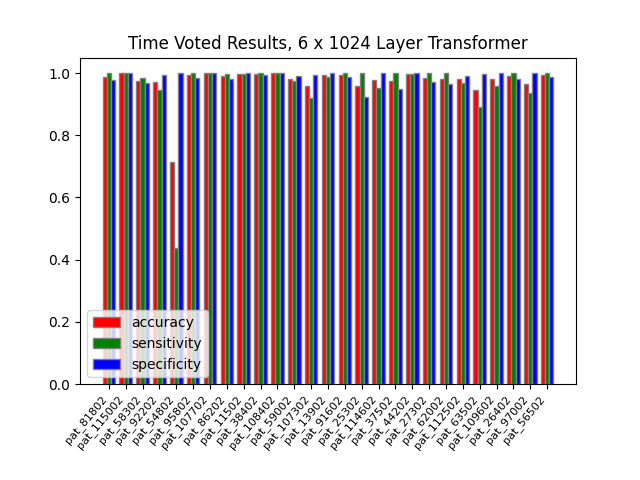 Time Voted Results, 6 x 1024 Layer Transformer
1.0
0.8
0.6
0.4
0.2
0.0
accuracy
sensitivity
specificity
pat_81802
pat_115002
pat_58302
pat_92202
pat_54802
pat_95802
pat_107702
pat_86202
pat_11502
pat_38402
pat_108402
pat_59002
pat_107302
pat_13902
pat_91602
pat_25302
pat_114602
pat_37502
pat_44202
pat_27302
pat_62002
pat_112502
pat_63502
pat_109602
pat_26402
pat_97002
pat_56502